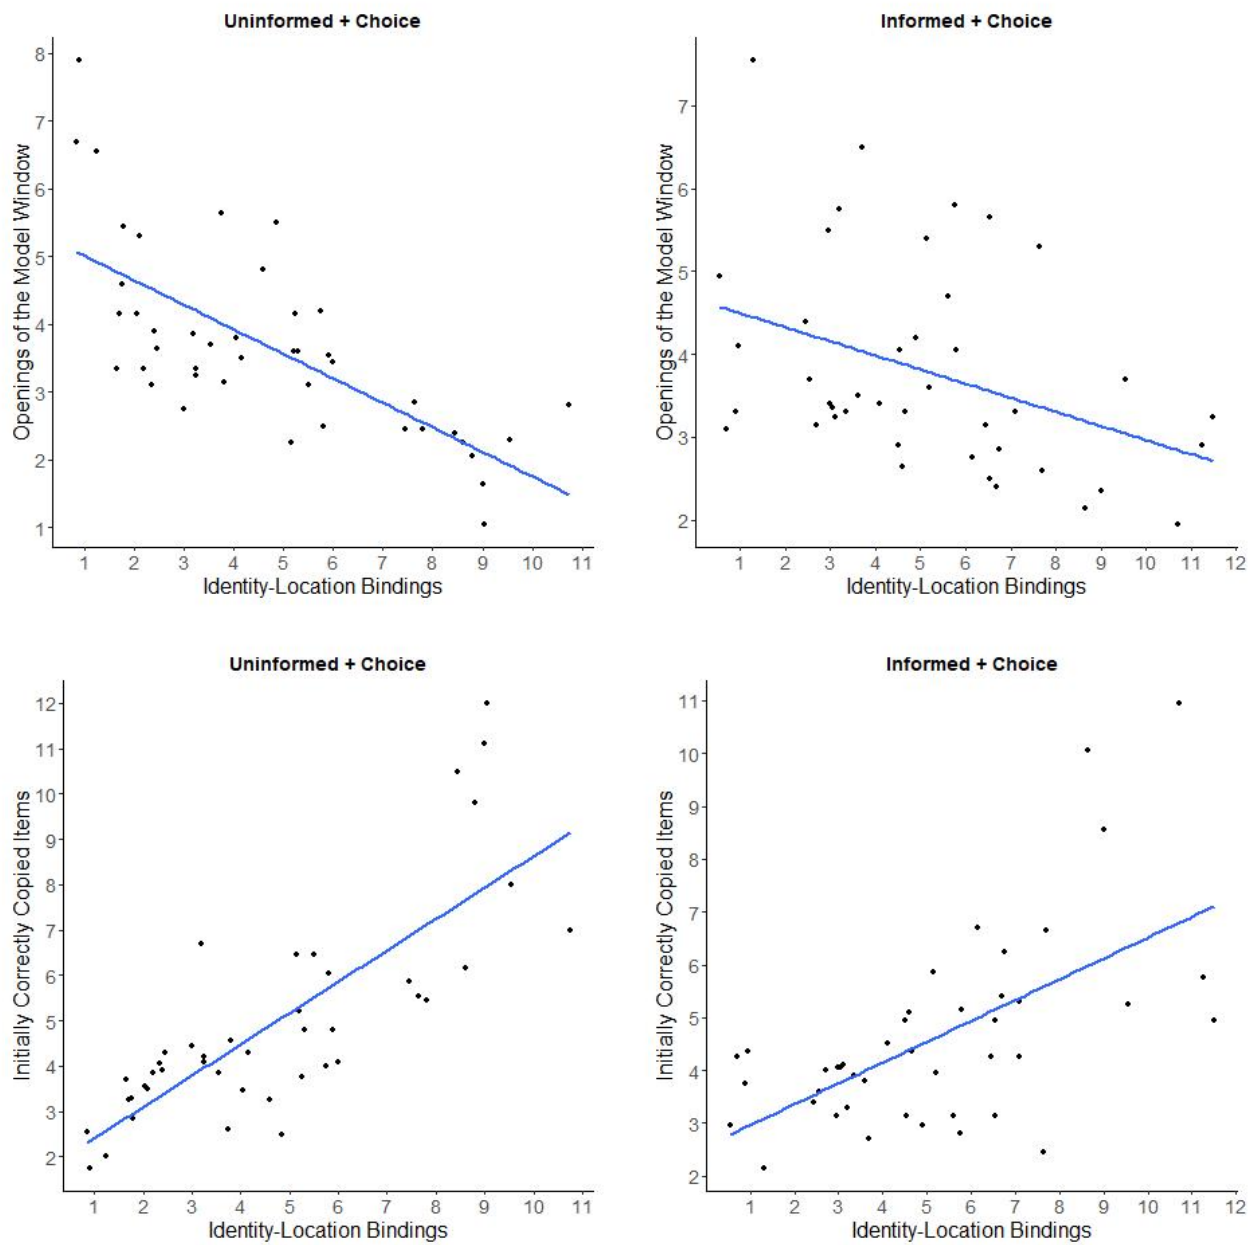 Uninformed + Choice
Openings of the Model Window
8
7
6
5
4
3
2
1
1 2 3 4 5 6 7 8 9 10 11
Identity-Location Bindings
Informed + Choice
Openings of the Model Window
7
6
5
4
3
2
1 2 3 4 5 6 7 8 9 10 11 12
Identity-Location Bindings
Uninformed + Choice
Initially Correctly Copied Items
12
11
10
9
8
7
6
5
4
3
2
1 2 3 4 5 6 7 8 9 10 11
Identity-Location Bindings
Informed + Choice
Initially Correctly Copied Items
11
10
9
8
7
6
5
4
3
2
1 2 3 4 5 6 7 8 9 10 11 12
Identity-Location Bindings